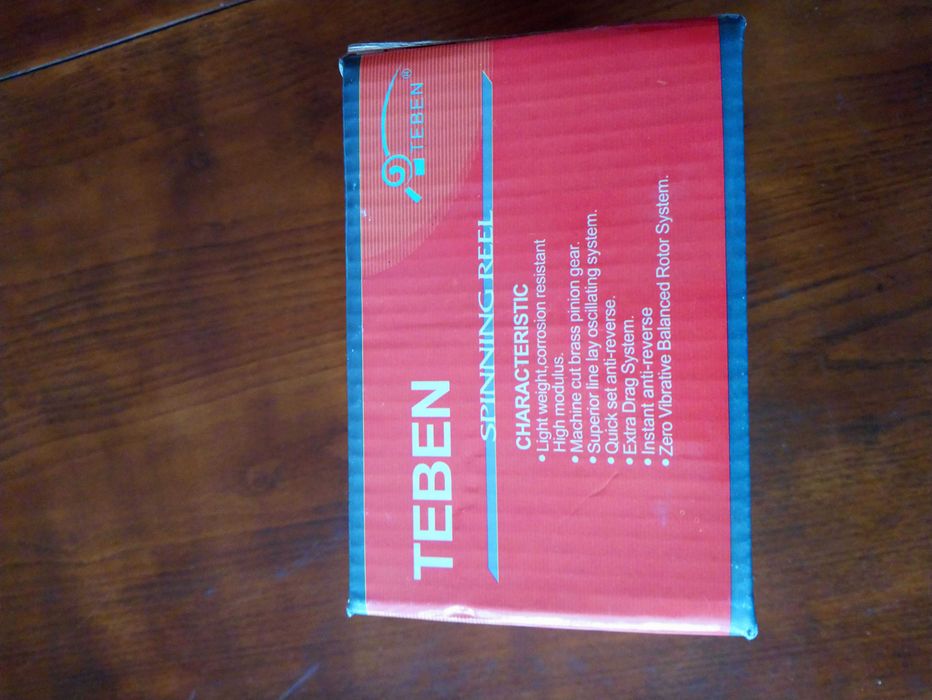 TEBEN®
TEBEN
SPINNING REEL
CHARACTERISTIC
• Light weight,corrosion resistant
High modulus.
• Machine cut brass pinion gear.
• Superior line lay oscillating system.
• Quick set anti-reverse.
• Extra Drag System.
• Instant anti-reverse
• Zero Vibrative Balanced Rotor System.